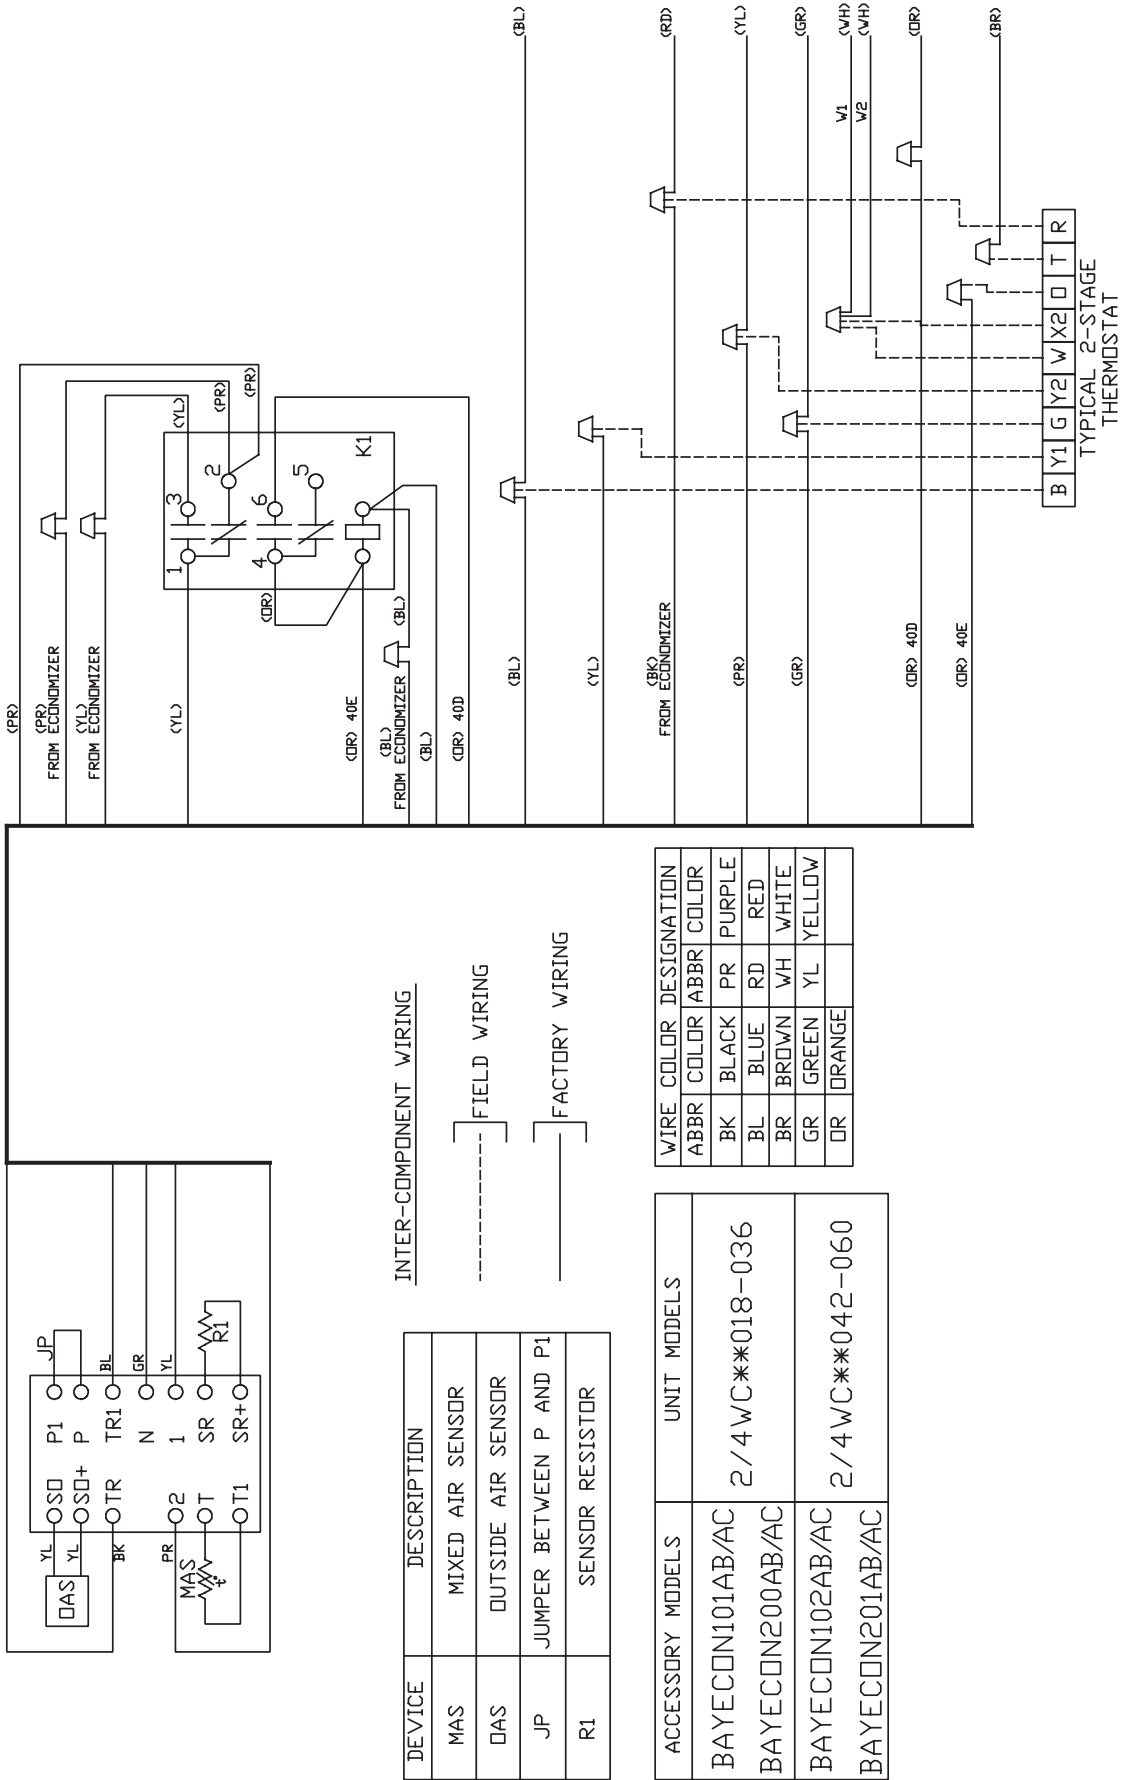 (PR)
(PR)
FROM ECONOMIZER
(YL)
FROM ECONOMIZER
(YL)
(OR) 40E
(BL)
FROM ECONOMIZER
(BL)
(OR) 40D
(BL)
(YL)
(BK)
FROM ECONOMIZER
(PR)
(GR)
(OR) 40D
(OR) 40E
(YL)
(PR)
(PR)
(OR)
(BL)
1
3
2
4
6
5
K1
(BL)
(RD)
(YL)
(GR)
(WH)
(WH)
(OR)
(BR)
W1
W2
B Y1 G Y2 W X2 O T R
TYPICAL 2-STAGE
THERMOSTAT
JP
BL
GR
YL
R1
SO P1
SO+ P
TR TR1
N
2 1
T SR
T1 SR+
YL
YL
BK
PR
OAS
MAS
t
INTER-COMPONENT WIRING
FIELD WIRING
FACTORY WIRING
DEVICE DESCRIPTION
MAS MIXED AIR SENSOR
OAS OUTSIDE AIR SENSOR
JP JUMPER BETWEEN P AND P1
R1 SENSOR RESISTOR
WIRE COLOR DESIGNATION
ABBR COLOR ABBR COLOR
BK BLACK PR PURPLE
BL BLUE RD RED
BR BROWN WH WHITE
GR GREEN YL YELLOW
OR ORANGE
ACCESSORY MODELS UNIT MODELS
BAYECON101AB/AC
2/4WC**018-036
BAYECON200AB/AC
BAYECON102AB/AC
2/4WC**042-060
BAYECON201AB/AC